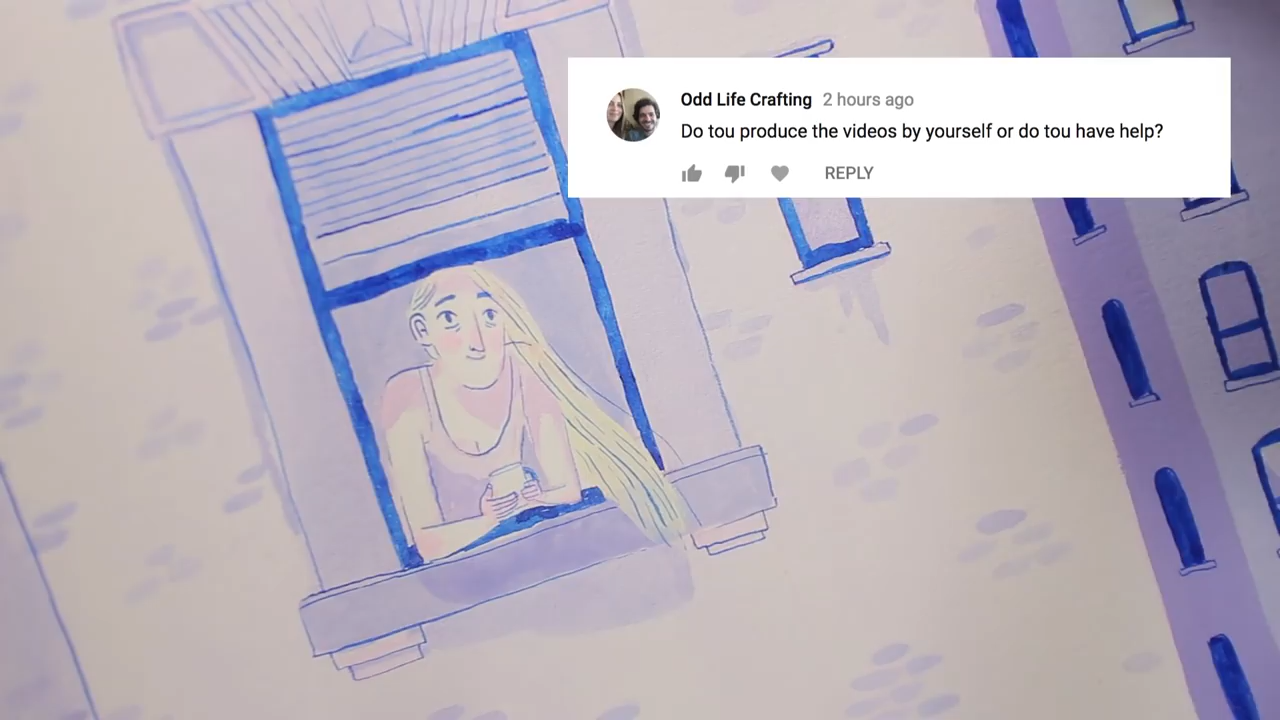 Odd Life Crafting 2 hours ago
Do tou produce the videos by yourself or do tou have help?
REPLY